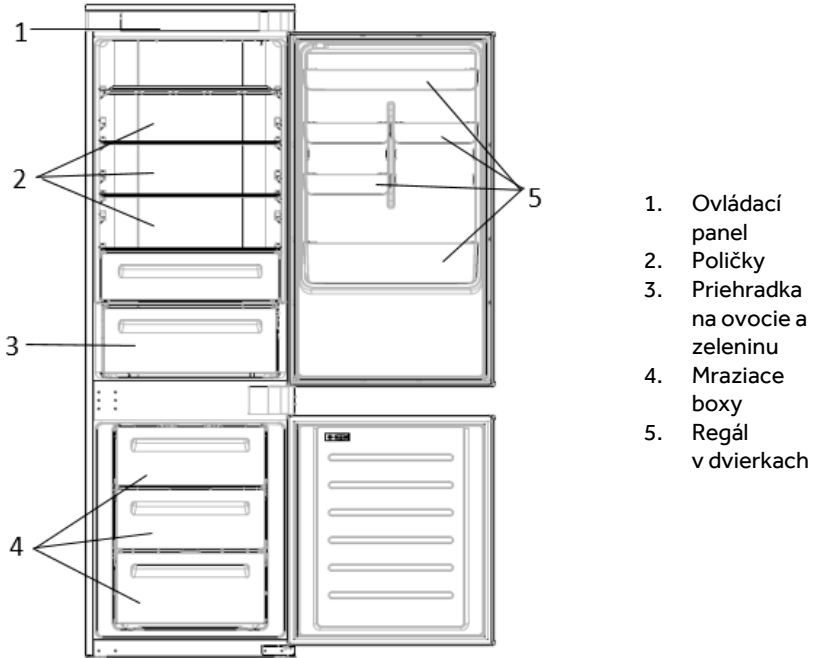 1
2
3
4
5
1. Ovládací
panel
2. Poličky
3. Priehradka
na ovocie a
zeleninu
4. Mraziace
boxy
5. Regál
v dvierkach